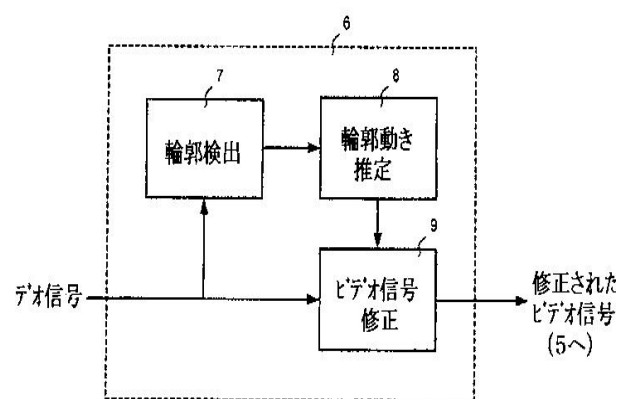 6
7
8
輪郭検出
輪郭動き
推定
9
デオ信号
ビデオ信号
修正
修正された
ビデオ信号
(5へ)